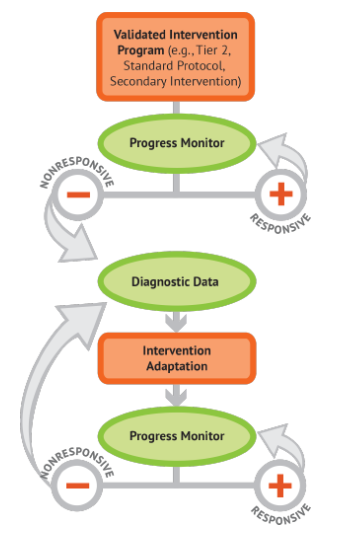 Validated Intervention
Program (e.g., Tier 2,
Standard Protocol,
Secondary Intervention)
Progress Monitor
NONRESPONSIVE
RESPONSIVE
Diagnostic Data
Intervention
Adaptation
Progress Monitor
NONRESPONSIVE
RESPONSIVE